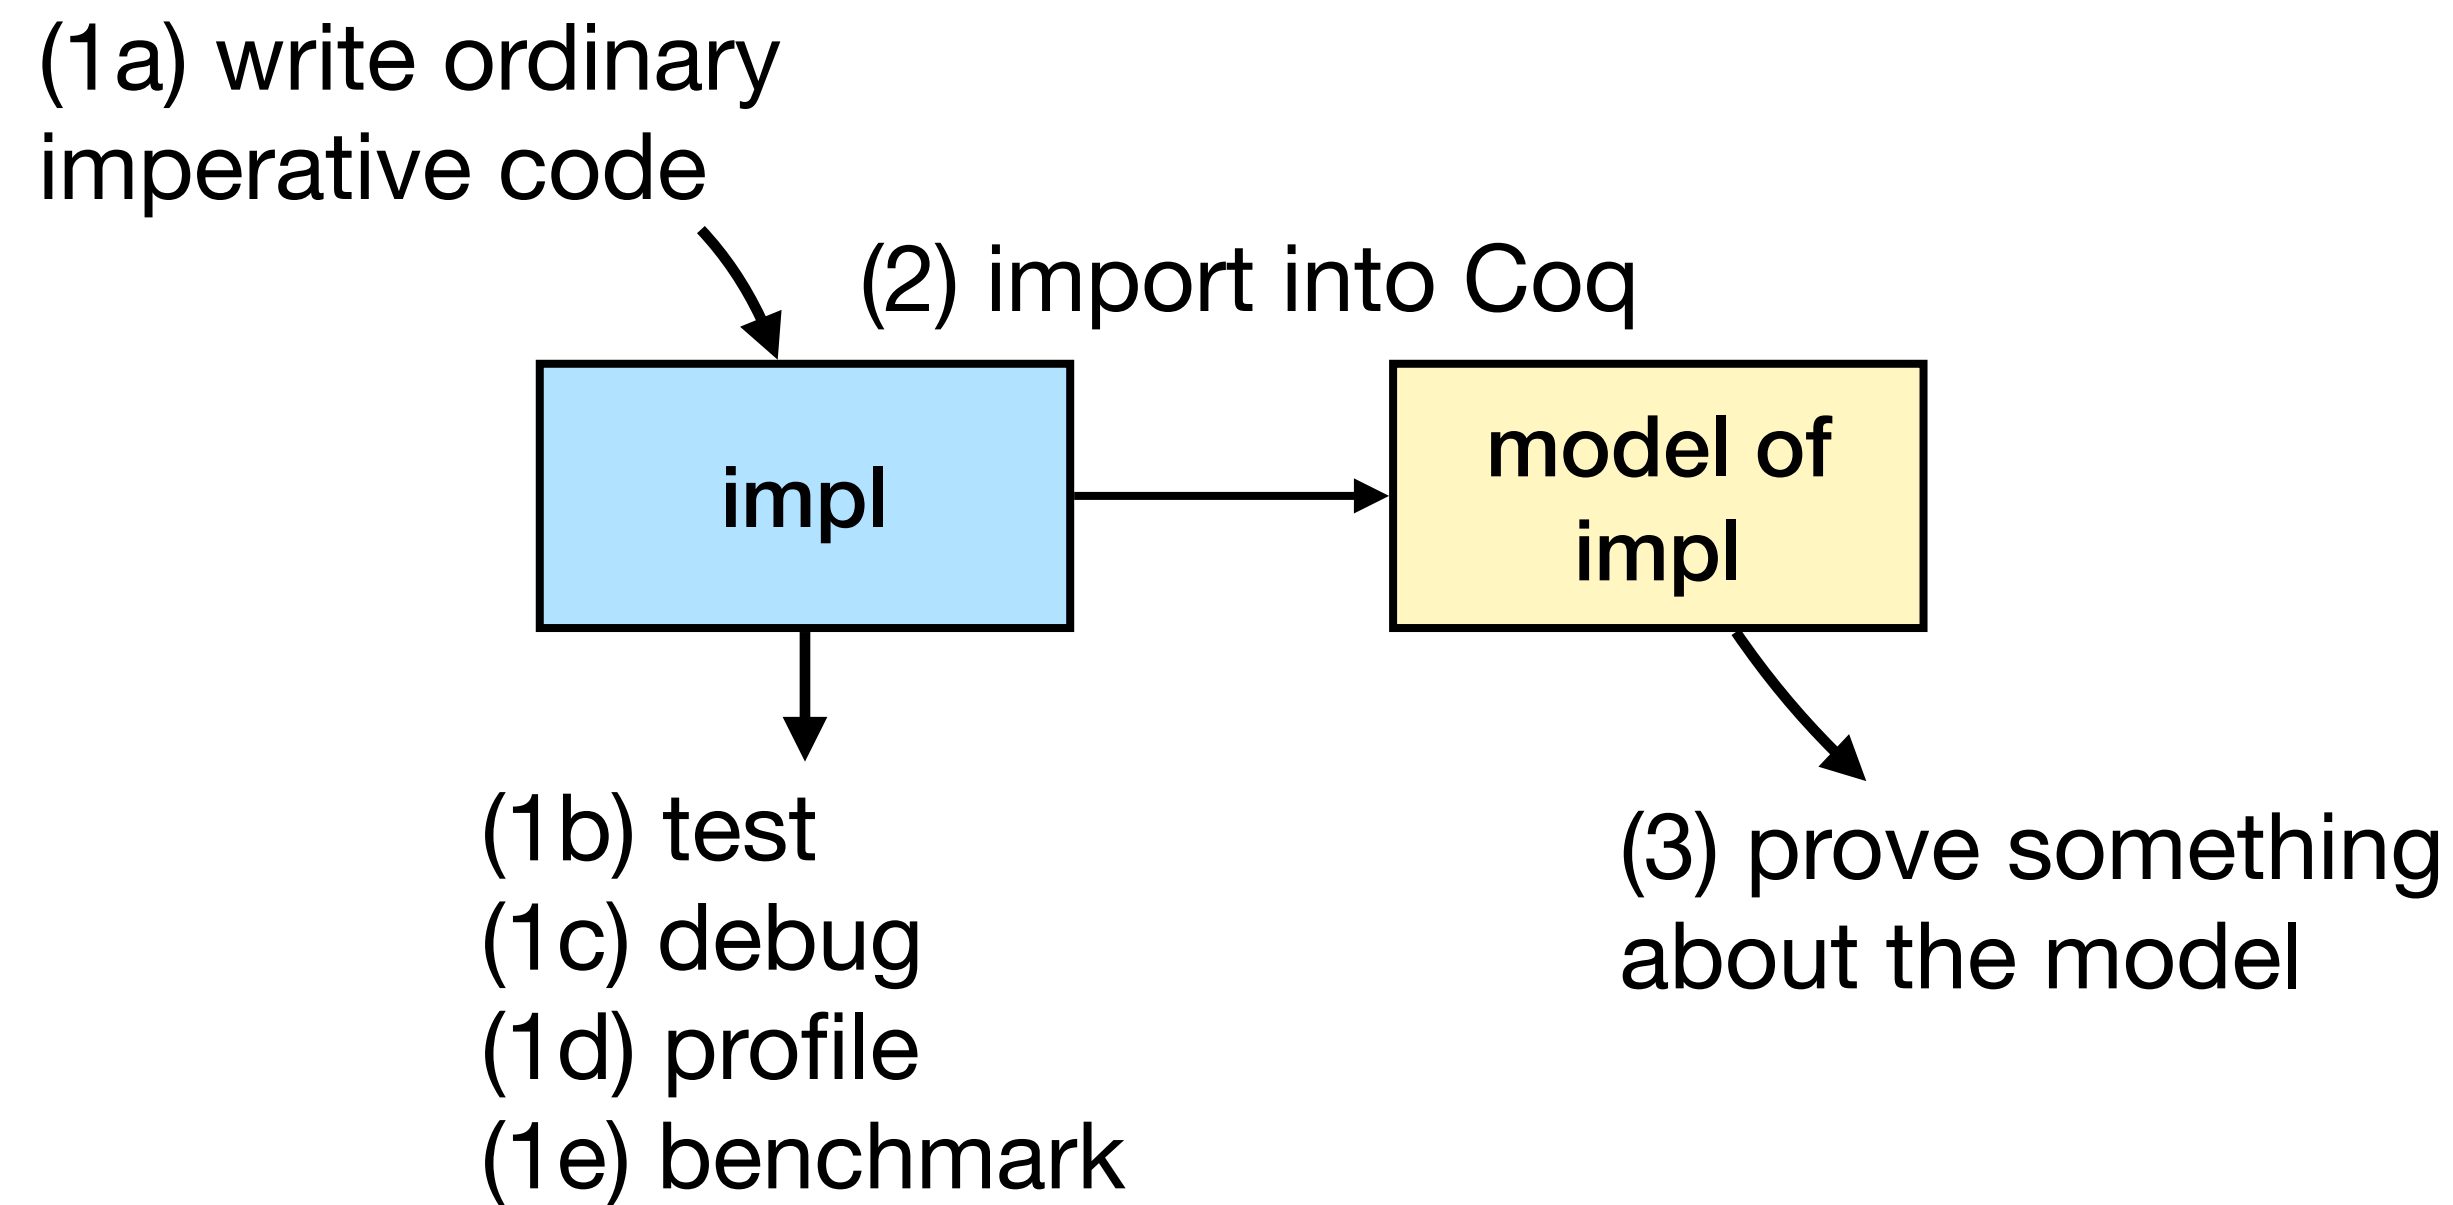 (1a) write ordinary
imperative code
(2) import into Coq
impl
model of
impl
(1b) test
(1c) debug
(1d) profile
(1e) benchmark
(3) prove something
about the model